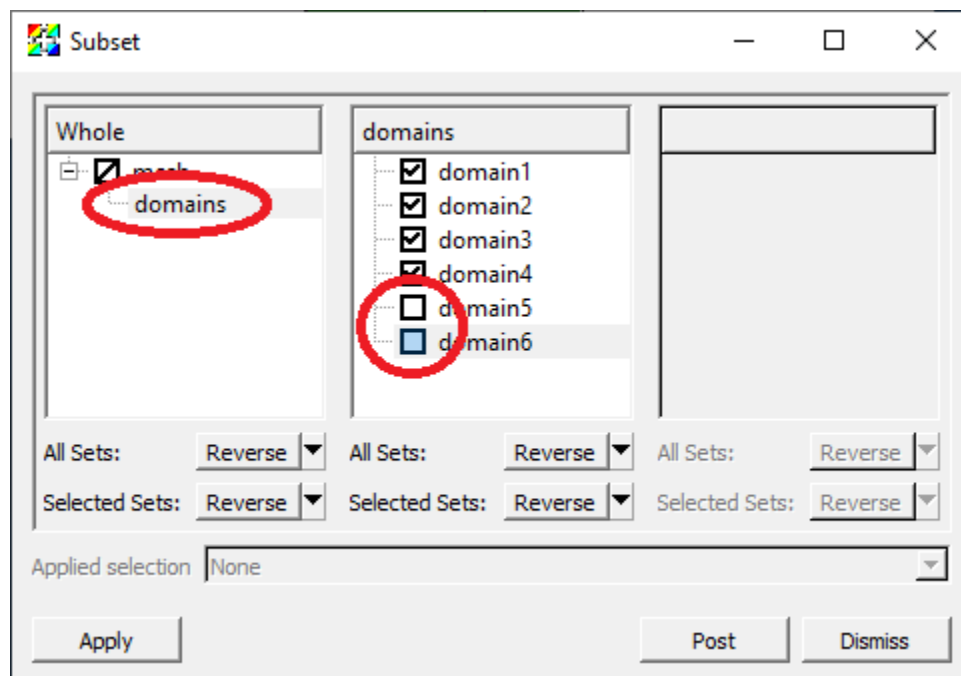 Subset
Whole
domains
mesh
domains
domain1
domain2
domain3
domain4
domain5
domain6
All Sets: Reverse All Sets: Reverse All Sets: Reverse
Selected Sets: Reverse Selected Sets: Reverse Selected Sets: Reverse
Applied selection None
Apply Post Dismiss